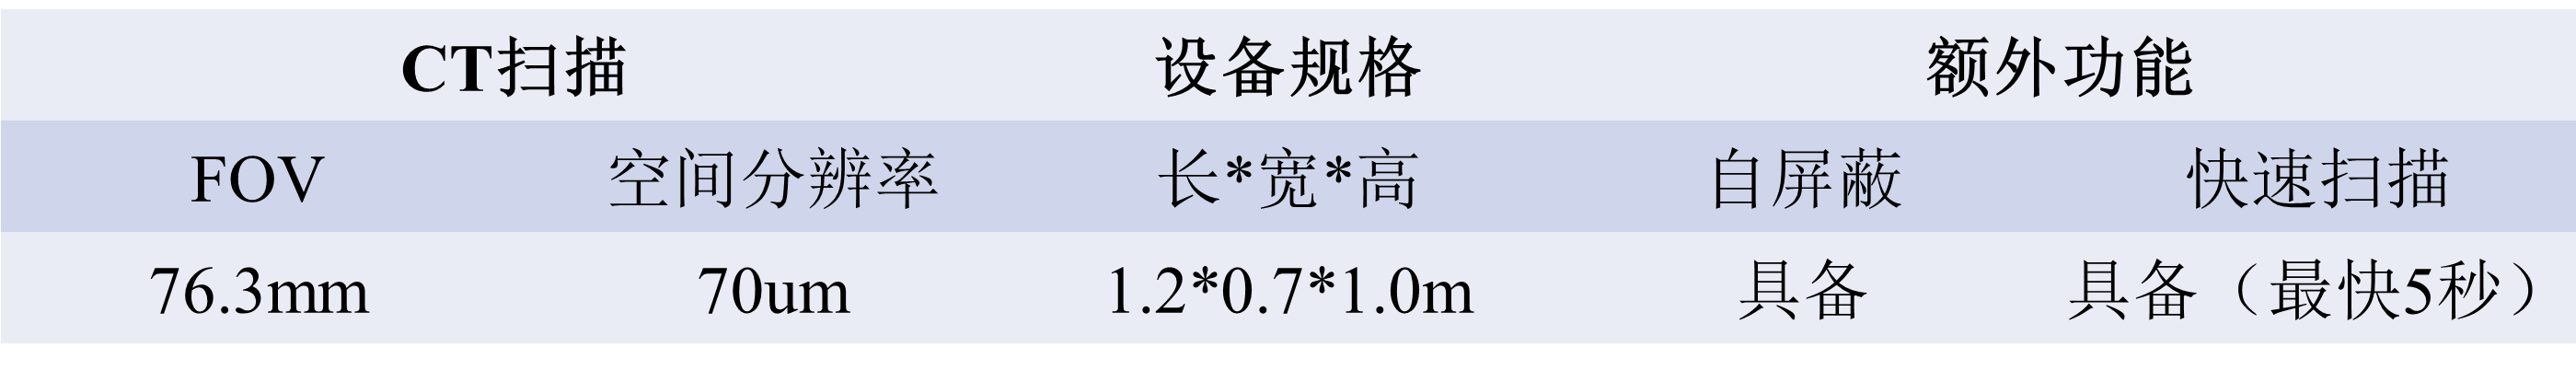 CT扫描 设备规格 额外功能
FOV 空间分辨率 长*宽*高 自屏蔽 快速扫描
76.3mm 70um 1.2*0.7*1.0m 具备 具备（最快5秒）